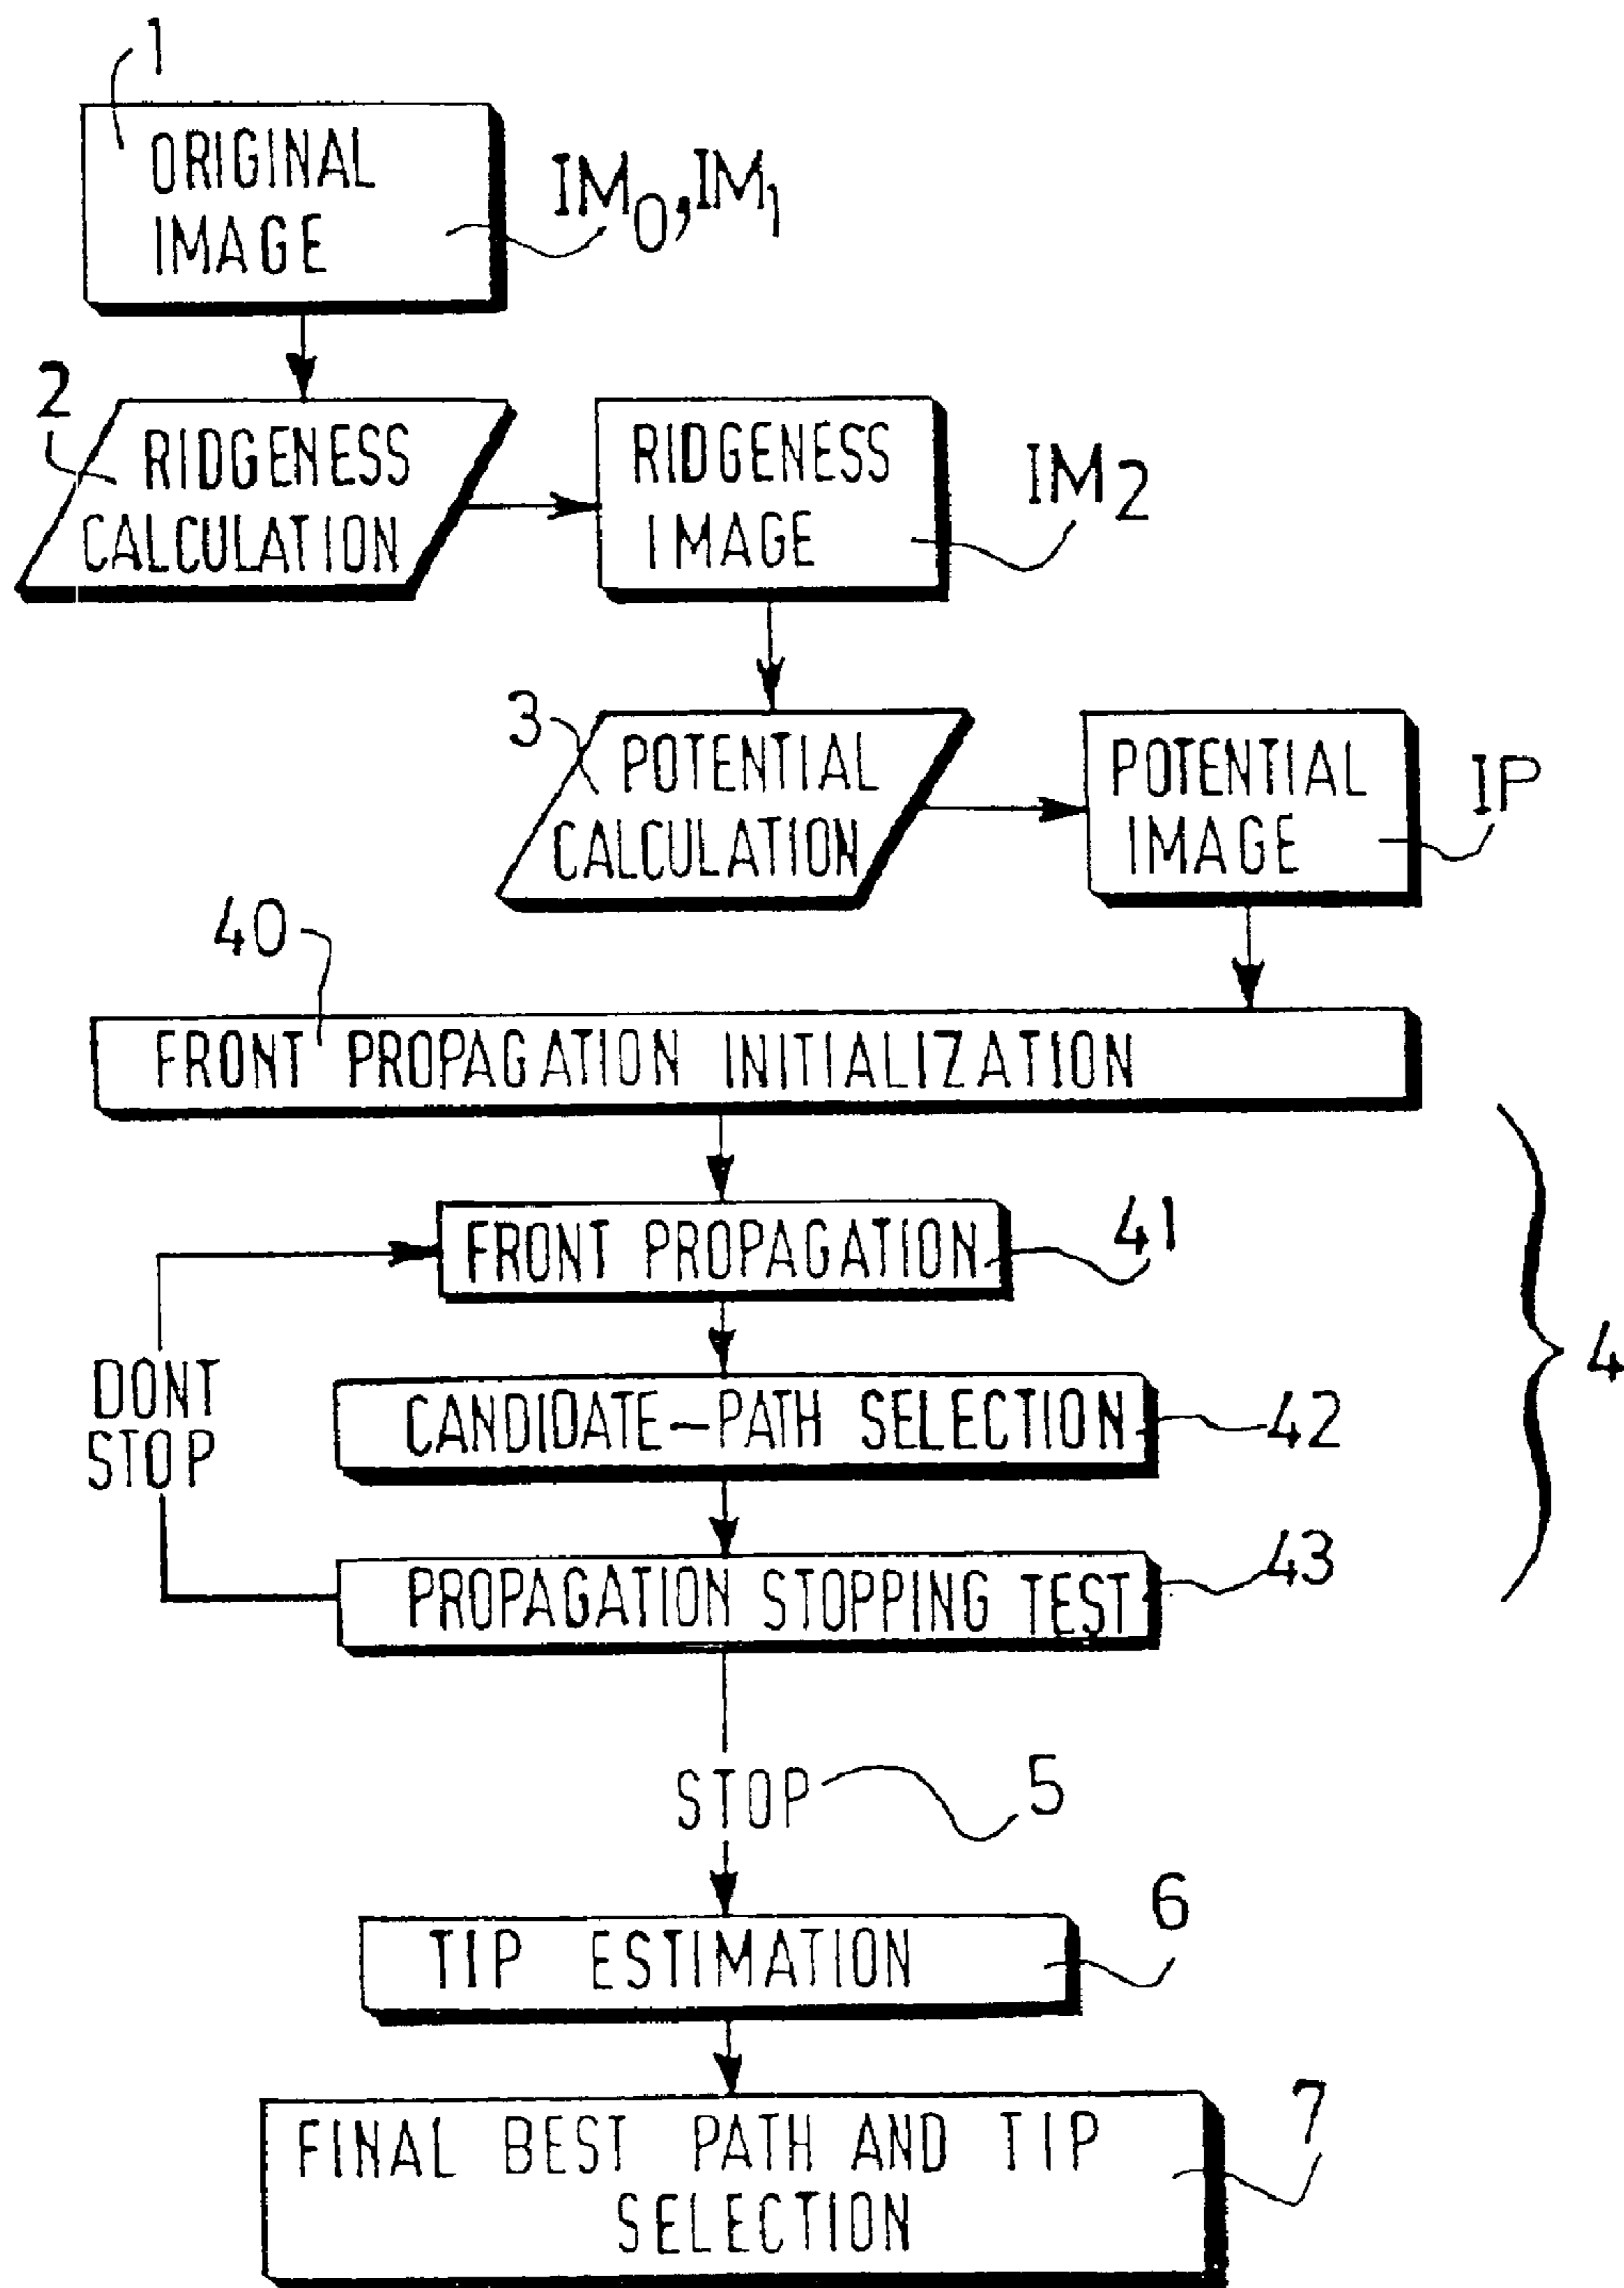 1
ORIGINAL
IMAGE
IM0,IM1
2
RIDGENESS
CALCULATION
RIDGENESS
IMAGE
IM2
3
POTENTIAL
CALCULATION
POTENTIAL
IMAGE
IP
40
FRONT PROPAGATION INITIALIZATION
FRONT PROPAGATION
41
DONT
STOP
CANDIDATE-PATH SELECTION
42
4
PROPAGATION STOPPING TEST
43
STOP
5
TIP ESTIMATION
6
FINAL BEST PATH AND TIP
SELECTION
7